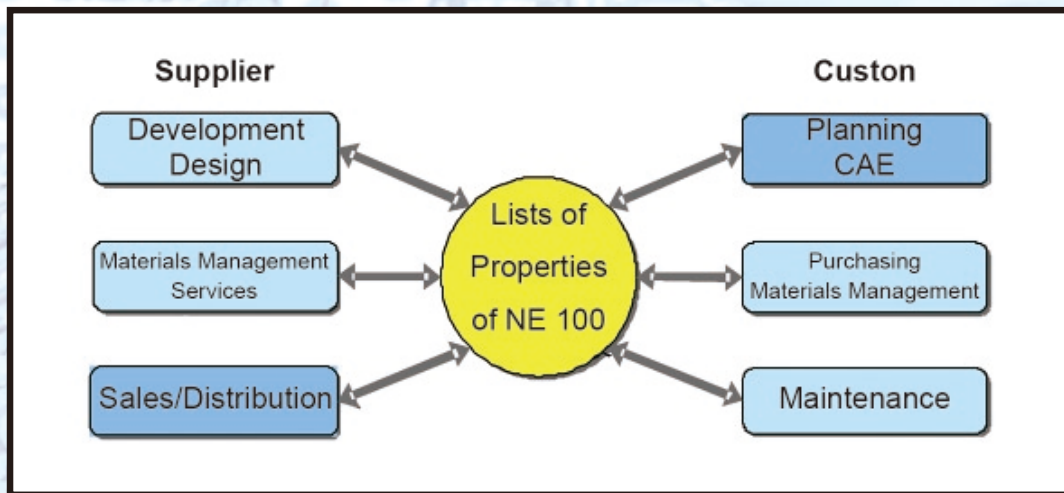 Supplier
Development
Design
Materials Management
Services
Sales/Distribution
Lists of
Properties
of NE 100
Custon
Planning
CAE
Purchasing
Materials Management
Maintenance